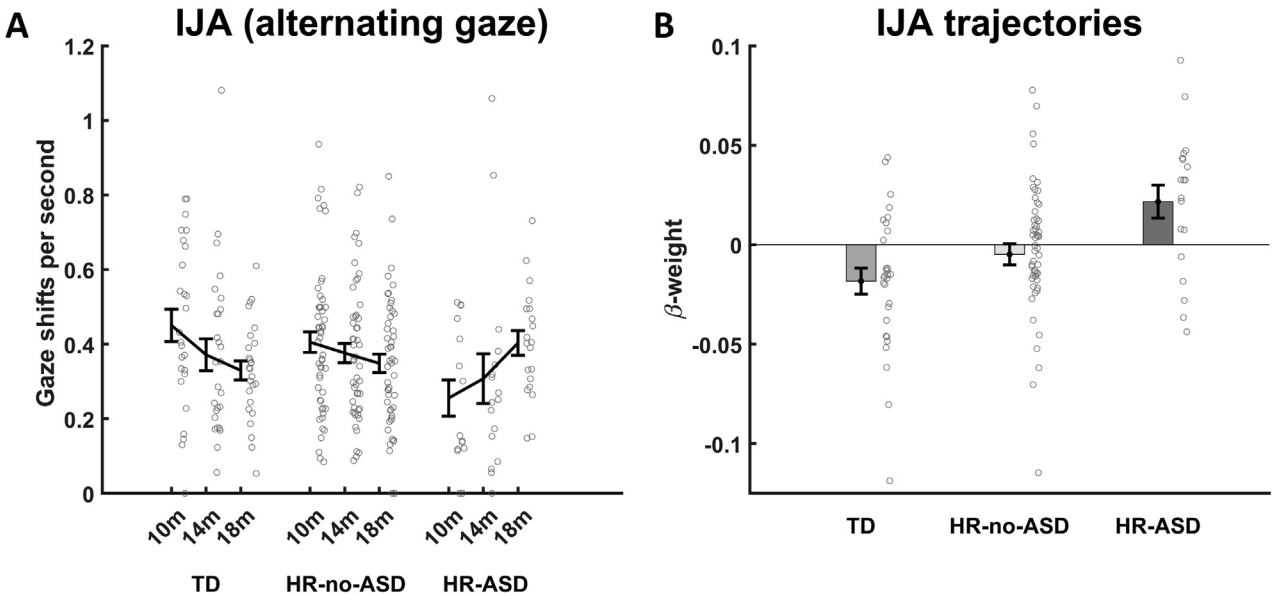 A
IJA (alternating gaze)
Gaze shifts per second
1.2
1
0.8
0.6
0.4
0.2
0
10m 14m 18m 10m 14m 18m 10m 14m 18m
TD HR-no-ASD HR-ASD
B
IJA trajectories
β-weight
0.1
0.05
0
-0.05
-0.1
TD HR-no-ASD HR-ASD